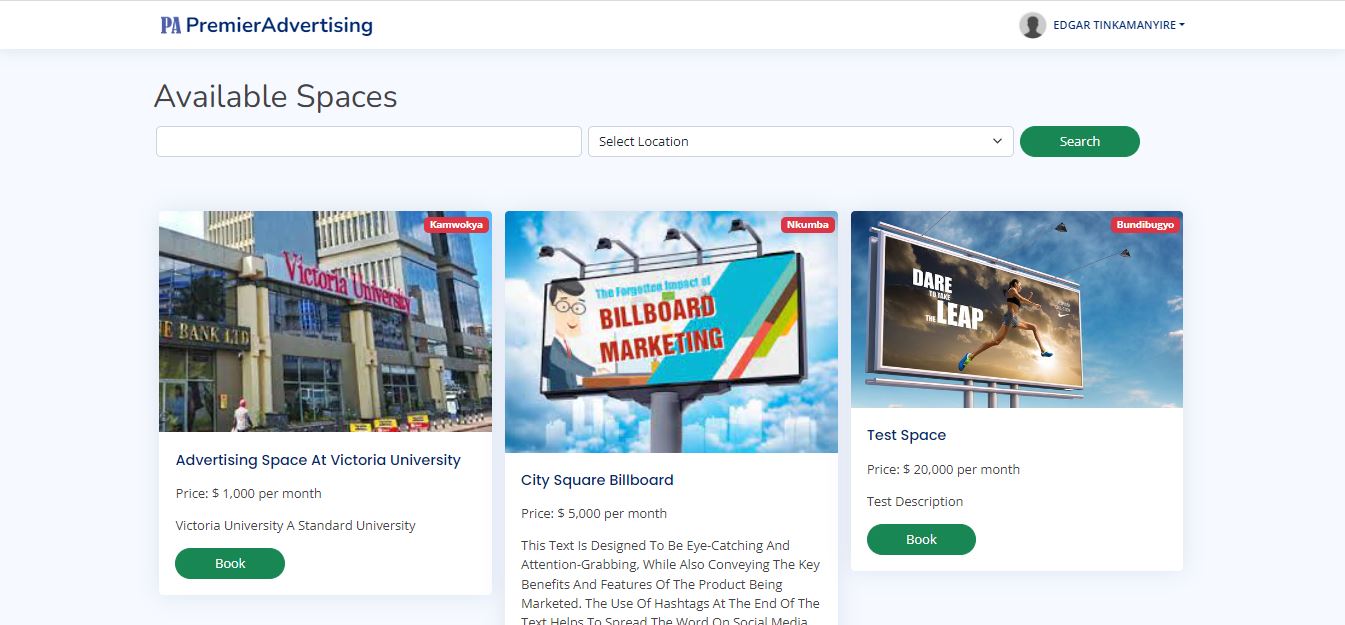 PA PremierAdvertising
EDGAR TINKAMANYIRE
Available Spaces
Select Location
Search
Kamwokya
Victoria University
E BANK LTD
Advertising Space At Victoria University
Price: $ 1,000 per month
Victoria University A Standard University
Book
Nkumba
The Forgotten Impact of
BILLBOARD
MARKETING
City Square Billboard
Price: $ 5,000 per month
This Text Is Designed To Be Eye-Catching And
Attention-Grabbing, While Also Conveying The Key
Benefits And Features Of The Product Being
Marketed. The Use Of Hashtags At The End Of The
Text Helps To Spread The Word On Social Media
Bundibugyo
DARE
TO TAKE
THE LEAP
Test Space
Price: $ 20,000 per month
Test Description
Book